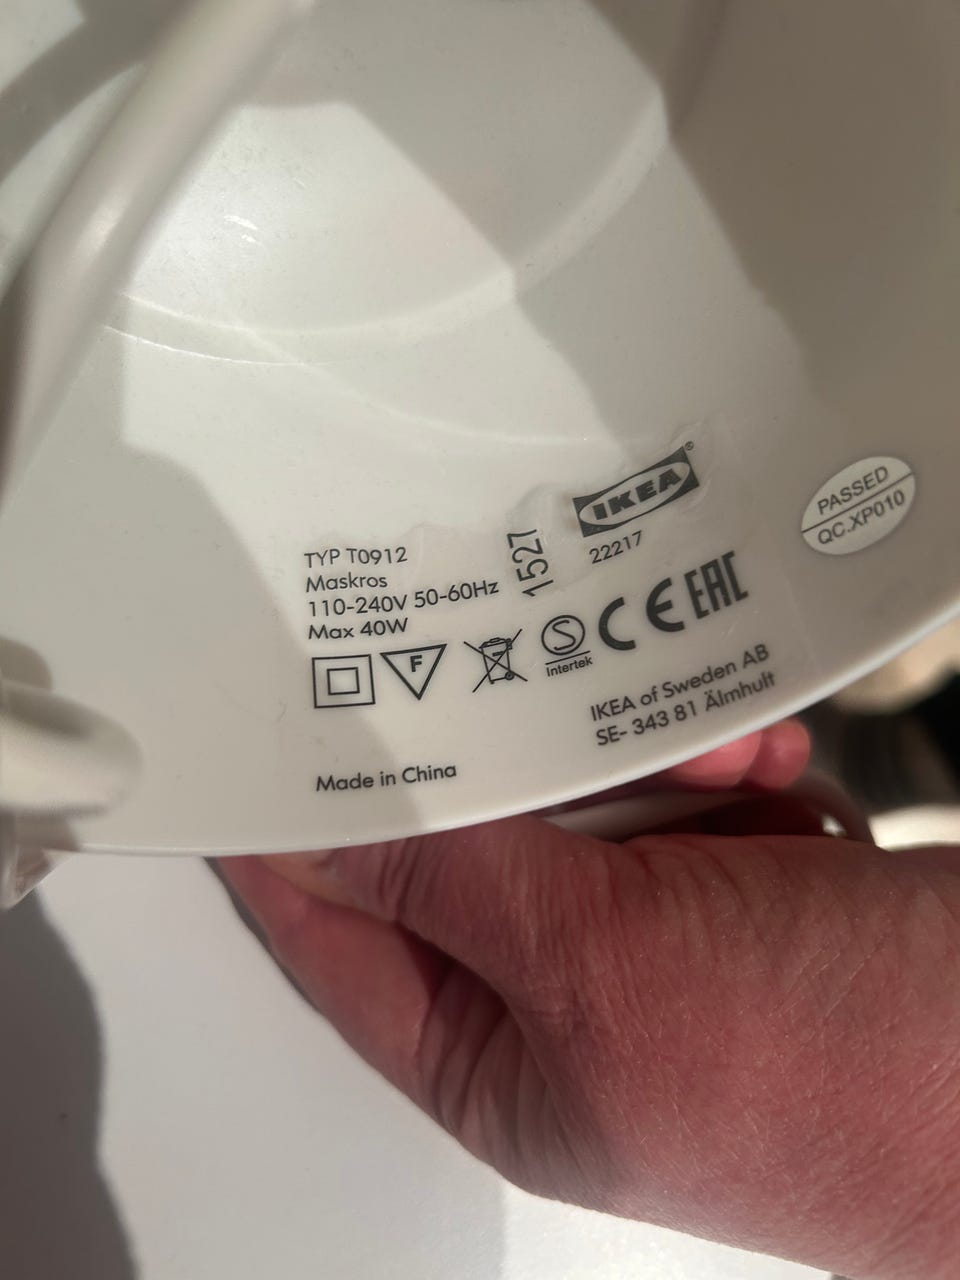 TYP T0912
Maskros
110-240V 50-60Hz
Max 40W
F
1527
IKEA®
22217
S
Intertek
CE EAC
IKEA of Sweden AB
SE- 343 81 Älmhult
Made in China
PASSED
QC.XP010